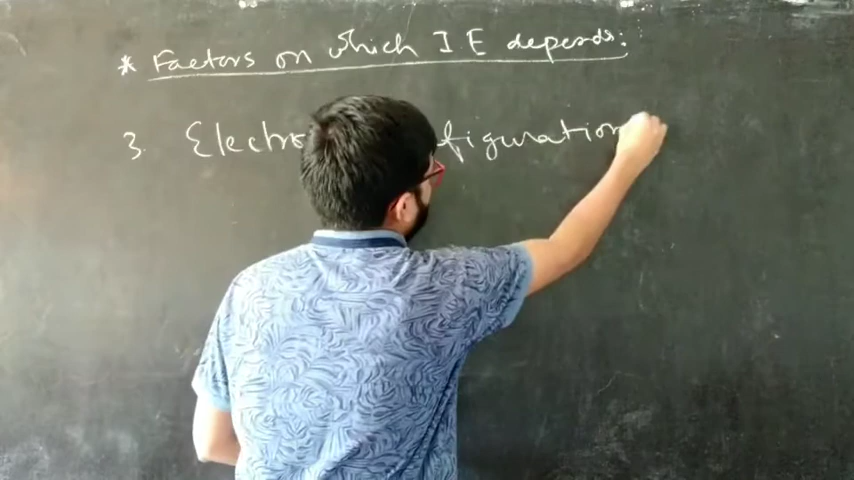 * Factors on which I.E depends:
3. Electro figuration